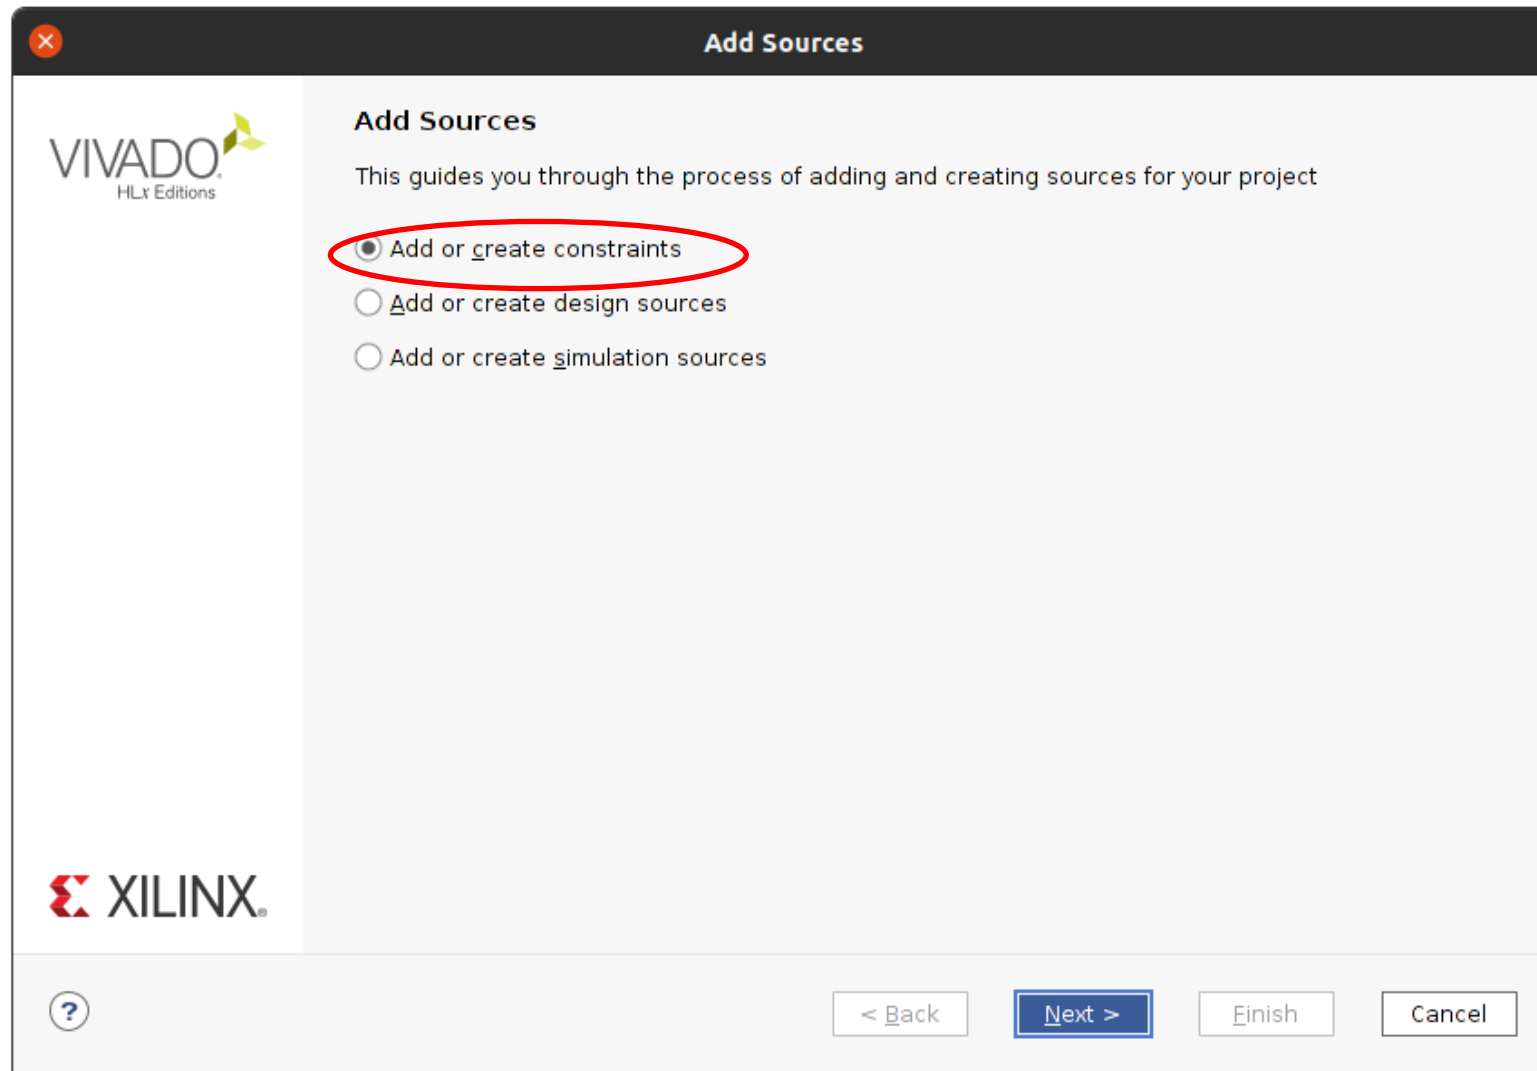 Add Sources
VIVADO.
HLx Editions
Add Sources
This guides you through the process of adding and creating sources for your project
Add or create constraints
Add or create design sources
Add or create simulation sources
XILINX®
?
< Back
Next >
Finish
Cancel